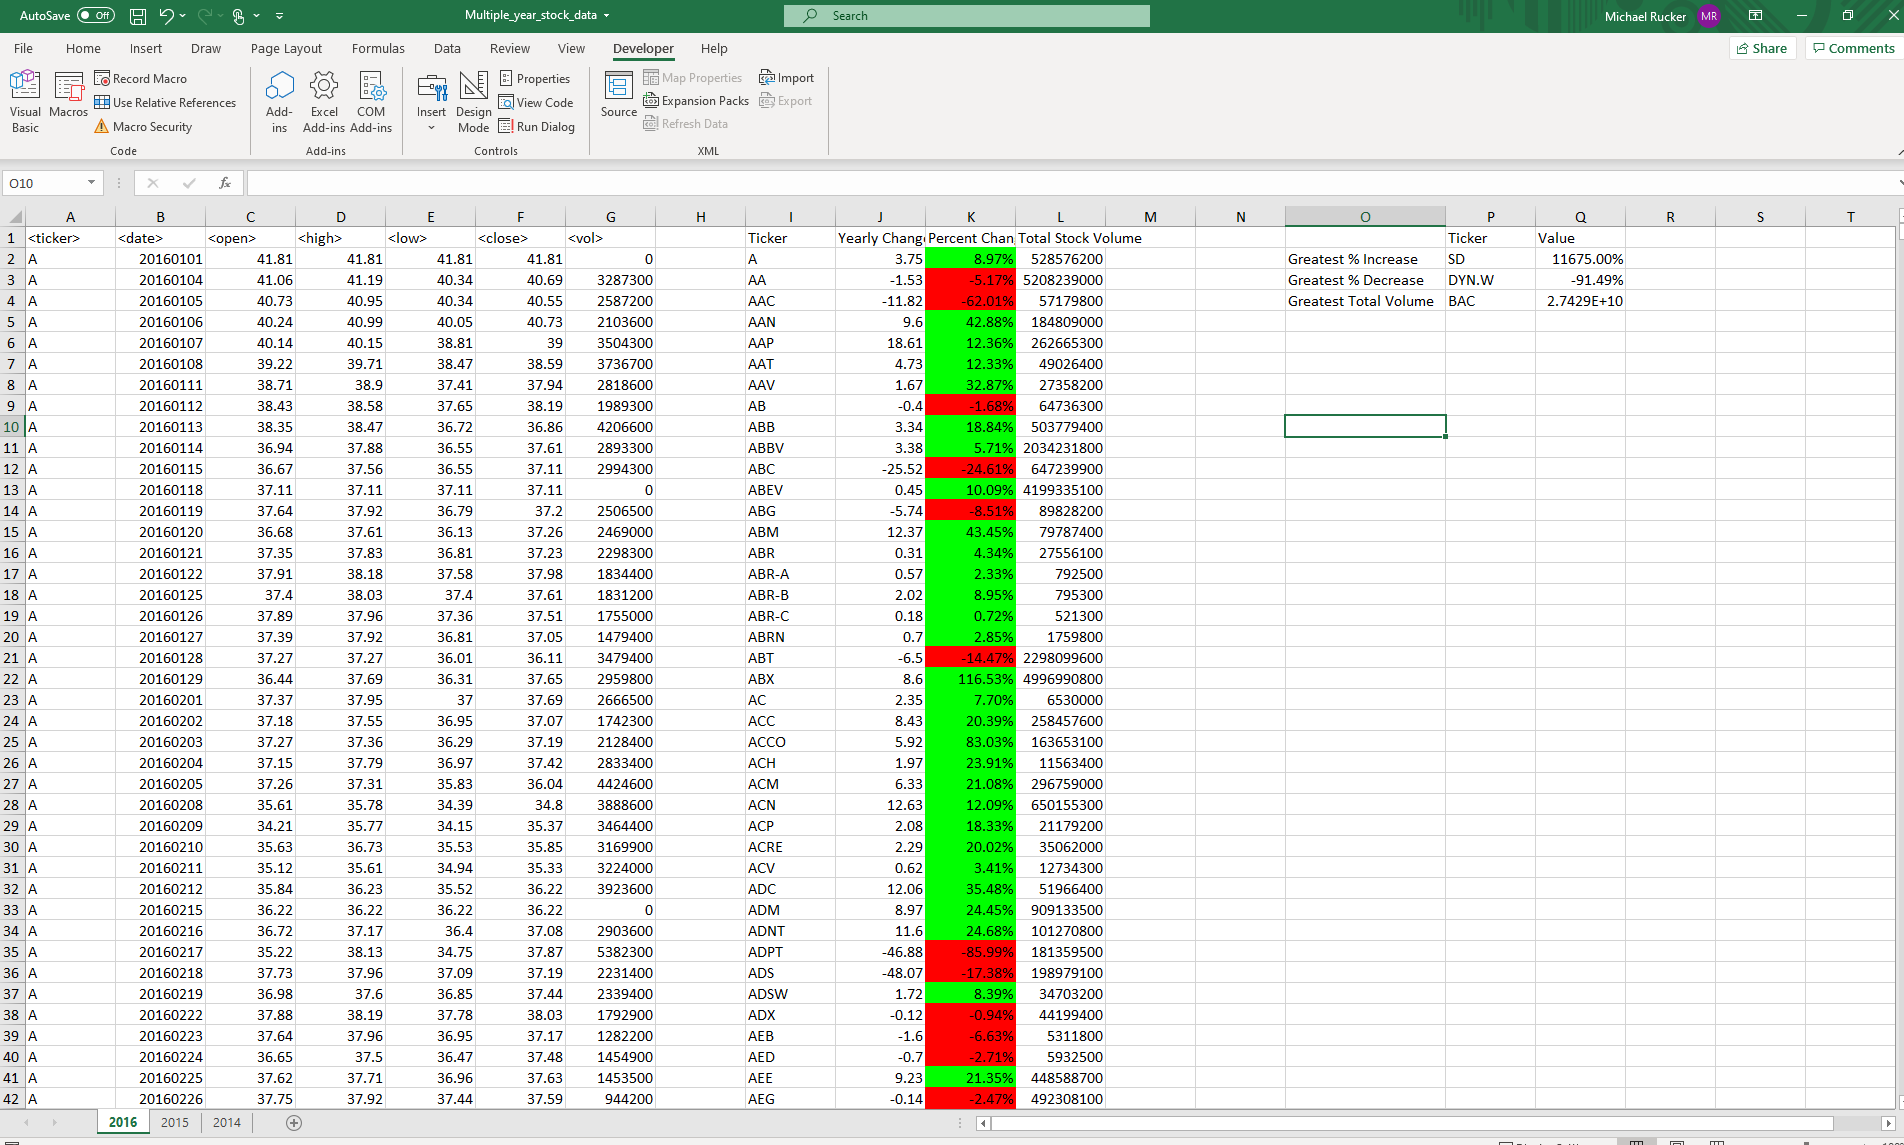 AutoSave Off Multiple_year_stock_data Search Michael Rucker MR
File Home Insert Draw Page Layout Formulas Data Review View Developer Help Share Comments
Visual Basic Macros Record Macro Use Relative References Macro Security Add-ins Excel Add-ins COM Add-ins Insert Design Mode Properties View Code Run Dialog Source Map Properties Expansion Packs Refresh Data Import Export
Code Add-ins Controls XML
O10 fx
A B C D E F G H I J K L M N O P Q R S T
1 <ticker> <date> <open> <high> <low> <close> <vol> Ticker Yearly Chang Percent Chan Total Stock Volume Ticker Value
2 A 20160101 41.81 41.81 41.81 41.81 0 A 3.75 8.97% 528576200 Greatest % Increase SD 11675.00%
3 A 20160104 41.06 41.19 40.34 40.69 3287300 AA -1.53 -5.17% 5208239000 Greatest % Decrease DYN.W -91.49%
4 A 20160105 40.73 40.95 40.34 40.55 2587200 AAC -11.82 -62.01% 57179800 Greatest Total Volume BAC 2.7429E+10
5 A 20160106 40.24 40.99 40.05 40.73 2103600 AAN 9.6 42.88% 184809000
6 A 20160107 40.14 40.15 38.81 39 3504300 AAP 18.61 12.36% 262665300
7 A 20160108 39.22 39.71 38.47 38.59 3736700 AAT 4.73 12.33% 49026400
8 A 20160111 38.71 38.9 37.41 37.94 2818600 AAV 1.67 32.87% 27358200
9 A 20160112 38.43 38.58 37.65 38.19 1989300 AB -0.4 -1.68% 64736300
10 A 20160113 38.35 38.47 36.72 36.86 4206600 ABB 3.34 18.84% 503779400
11 A 20160114 36.94 37.88 36.55 37.61 2893300 ABBV 3.38 5.71% 2034231800
12 A 20160115 36.67 37.56 36.55 37.11 2994300 ABC -25.52 -24.61% 647239900
13 A 20160118 37.11 37.11 37.11 37.11 0 ABEV 0.45 10.09% 4199335100
14 A 20160119 37.64 37.92 36.79 37.2 2506500 ABG -5.74 -8.51% 89828200
15 A 20160120 36.68 37.61 36.13 37.26 2469000 ABM 12.37 43.45% 79787400
16 A 20160121 37.35 37.83 36.81 37.23 2298300 ABR 0.31 4.34% 27556100
17 A 20160122 37.91 38.18 37.58 37.98 1834400 ABR-A 0.57 2.33% 792500
18 A 20160125 37.4 38.03 37.4 37.61 1831200 ABR-B 2.02 8.95% 795300
19 A 20160126 37.89 37.96 37.36 37.51 1755000 ABR-C 0.18 0.72% 521300
20 A 20160127 37.39 37.92 36.81 37.05 1479400 ABRN 0.7 2.85% 1759800
21 A 20160128 37.27 37.27 36.01 36.11 3479400 ABT -6.5 -14.47% 2298099600
22 A 20160129 36.44 37.69 36.31 37.65 2959800 ABX 8.6 116.53% 4996990800
23 A 20160201 37.37 37.95 37 37.69 2666500 AC 2.35 7.70% 6530000
24 A 20160202 37.18 37.55 36.95 37.07 1742300 ACC 8.43 20.39% 258457600
25 A 20160203 37.27 37.36 36.29 37.19 2128400 ACCO 5.92 83.03% 163653100
26 A 20160204 37.15 37.79 36.97 37.42 2833400 ACH 1.97 23.91% 11563400
27 A 20160205 37.26 37.31 35.83 36.04 4424600 ACM 6.33 21.08% 296759000
28 A 20160208 35.61 35.78 34.39 34.8 3888600 ACN 12.63 12.09% 650155300
29 A 20160209 34.21 35.77 34.15 35.37 3464400 ACP 2.08 18.33% 21179200
30 A 20160210 35.63 36.73 35.53 35.85 3169900 ACRE 2.29 20.02% 35062000
31 A 20160211 35.12 35.61 34.94 35.33 3224000 ACV 0.62 3.41% 12734300
32 A 20160212 35.84 36.23 35.52 36.22 3923600 ADC 12.06 35.48% 51966400
33 A 20160215 36.22 36.22 36.22 36.22 0 ADM 8.97 24.45% 909133500
34 A 20160216 36.72 37.17 36.4 37.08 2903600 ADNT 11.6 24.68% 101270800
35 A 20160217 35.22 38.13 34.75 37.87 5382300 ADPT -46.88 -85.99% 181359500
36 A 20160218 37.73 37.96 37.09 37.19 2231400 ADS -48.07 -17.38% 198979100
37 A 20160219 36.98 37.6 36.85 37.44 2339400 ADSW 1.72 8.39% 34703200
38 A 20160222 37.88 38.19 37.78 38.03 1792900 ADX -0.12 -0.94% 44199400
39 A 20160223 37.64 37.96 36.95 37.17 1282200 AEB -1.6 -6.63% 5311800
40 A 20160224 36.65 37.5 36.47 37.48 1454900 AED -0.7 -2.71% 5932500
41 A 20160225 37.62 37.71 36.96 37.63 1453500 AEE 9.23 21.35% 448588700
42 A 20160226 37.75 37.92 37.44 37.59 944200 AEG -0.14 -2.47% 492308100
2016 2015 2014